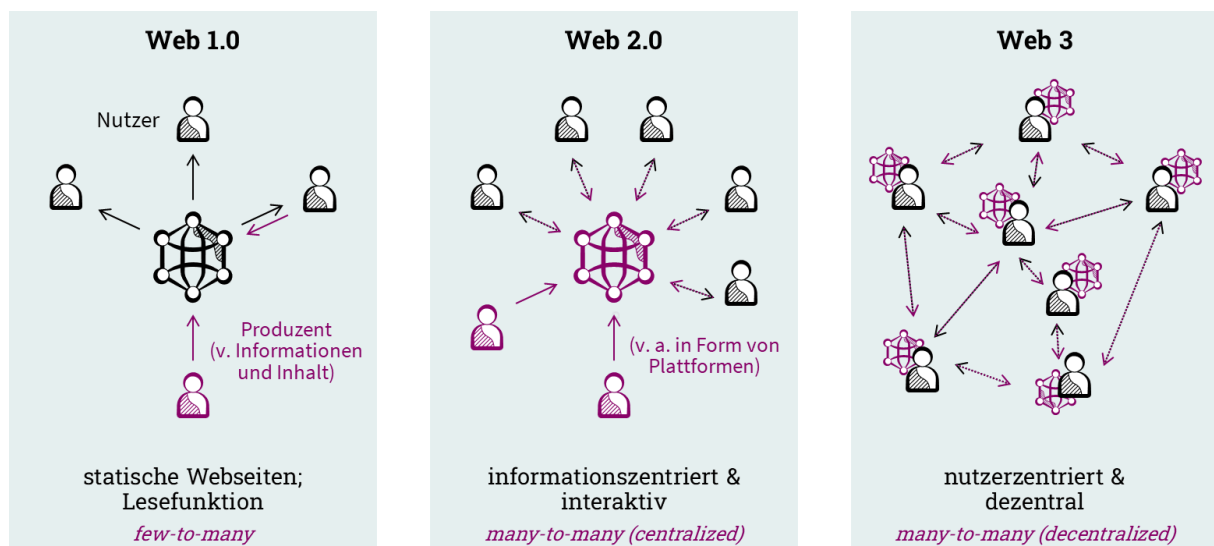 Web 1.0
Nutzer
Produzent
(v. Informationen
und Inhalt)
statische Webseiten;
Lesefunktion
few-to-many
Web 2.0
(v. a. in Form von
Plattformen)
informationszentriert &
interaktiv
many-to-many (centralized)
Web 3
nutzerzentriert &
dezentral
many-to-many (decentralized)